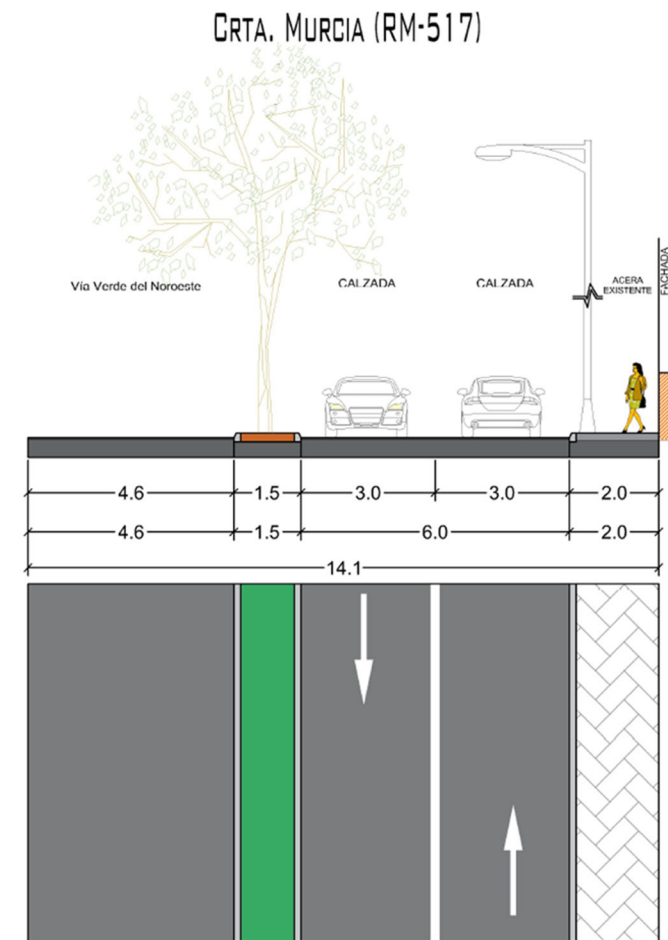 CRTA. MURCIA (RM-517)
Vía Verde del Noroeste
CALZADA
CALZADA
ACERA
EXISTENTE
FACHADA
4.6
1.5
3.0
3.0
2.0
4.6
1.5
6.0
2.0
14.1